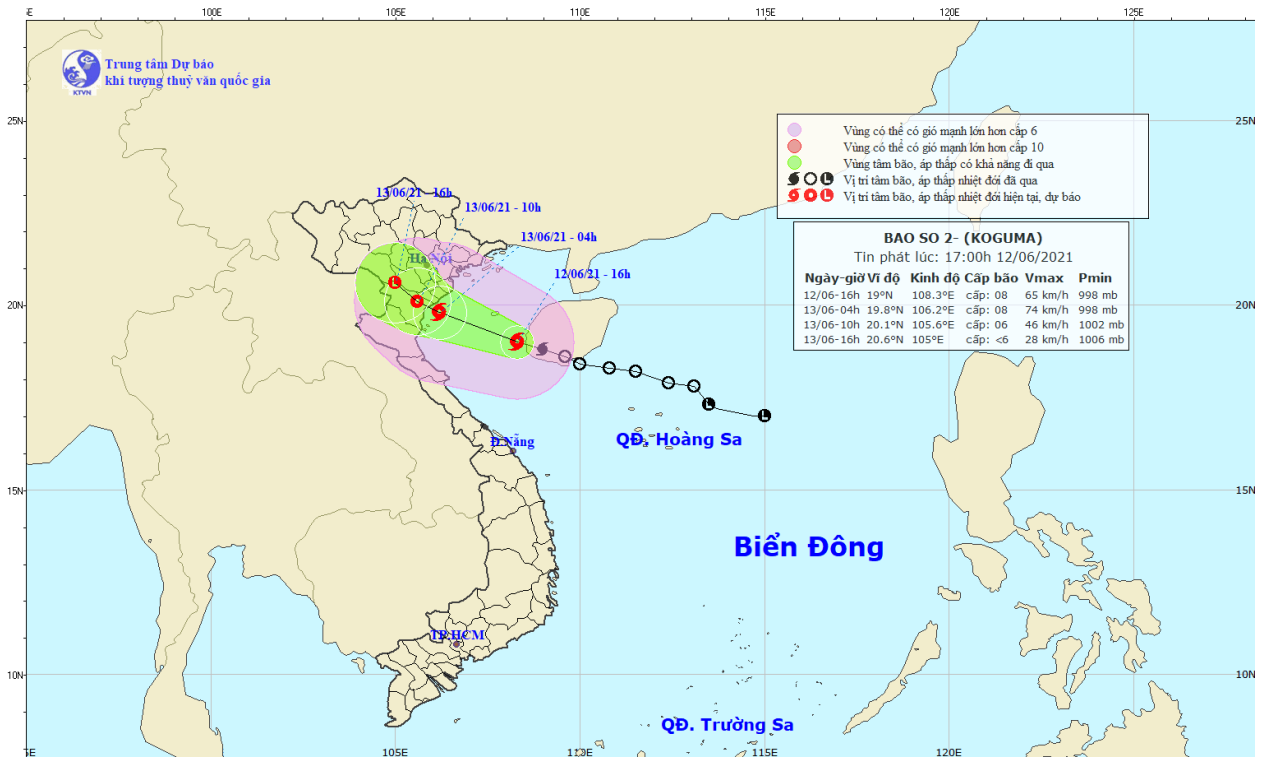 E
100E
105E
110E
115E
120E
125E
Trung tâm Dự báo
khí tượng thuỷ văn quốc gia
KTVN
25N
25N
Vùng có thể có gió mạnh lớn hơn cấp 6
Vùng có thể có gió mạnh lớn hơn cấp 10
Vùng tâm bão, áp thấp có khả năng đi qua
L Vị trí tâm bão, áp thấp nhiệt đới đã qua
L Vị trí tâm bão, áp thấp nhiệt đới hiện tại, dự báo
13/06/21 - 16h
13/06/21 - 10h
13/06/21 - 04h
12/06/21 - 16h
Hà Nội
BAO SO 2- (KOGUMA)
Tin phát lúc: 17:00h 12/06/2021
Ngày-giờ Vĩ độ Kinh độ Cấp bão Vmax Pmin
12/06-16h 19°N 108.3°E cấp: 08 65 km/h 998 mb
13/06-04h 19.8°N 106.2°E cấp: 08 74 km/h 998 mb
13/06-10h 20.1°N 105.6°E cấp: 06 46 km/h 1002 mb
13/06-16h 20.6°N 105°E cấp: <6 28 km/h 1006 mb
20N
20N
L
L
L
Đ.Nẵng
QĐ. Hoàng Sa
15N
15N
Biển Đông
TP.HCM
10N
10N
QĐ. Trường Sa
5E
105E
110E
115E
120E